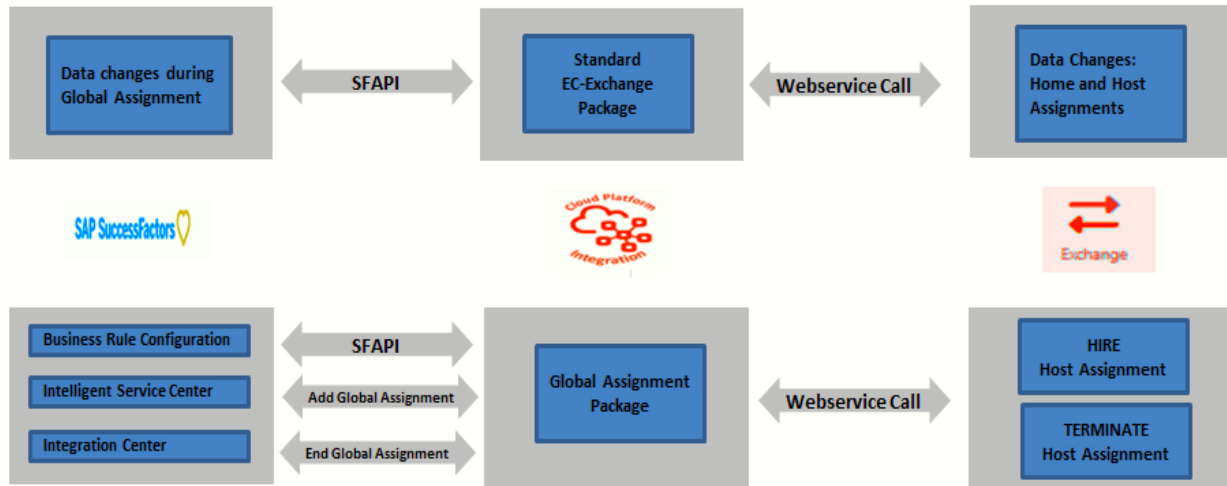 Data changes during
Global Assignment
SFAPI
Standard
EC-Exchange
Package
Webservice Call
Data Changes:
Home and Host
Assignments
SAP SuccessFactors
Cloud Platform
Integration
Exchange
Business Rule Configuration
Intelligent Service Center
Integration Center
SFAPI
Add Global Assignment
End Global Assignment
Global Assignment
Package
Webservice Call
HIRE
Host Assignment
TERMINATE
Host Assignment